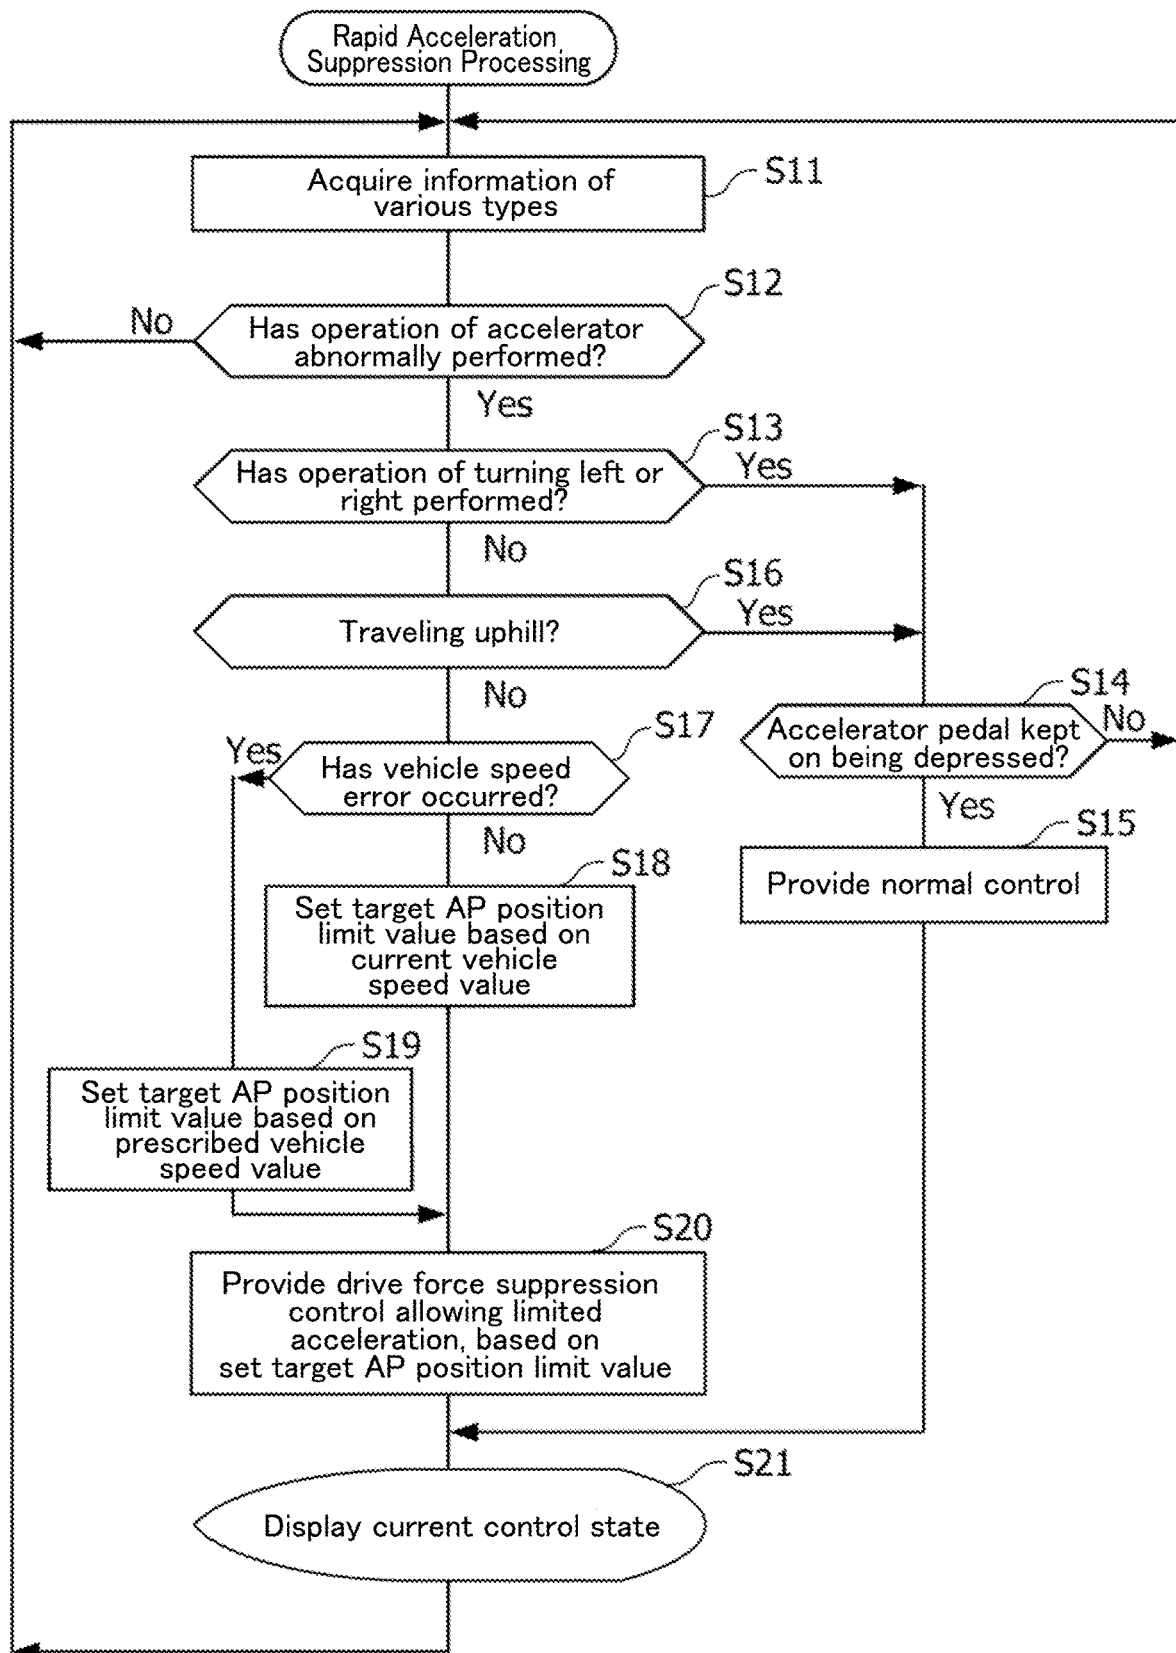 Rapid Acceleration
Suppression Processing
S11
Acquire information of
various types
S12
No
Has operation of accelerator
abnormally performed?
Yes
S13
Has operation of turning left or
right performed?
Yes
No
S16
Traveling uphill?
Yes
No
S14
Accelerator pedal kept
on being depressed?
No
Yes
S17
Yes
Has vehicle speed
error occurred?
No
S15
Provide normal control
S18
Set target AP position
limit value based on
current vehicle
speed value
S19
Set target AP position
limit value based on
prescribed vehicle
speed value
S20
Provide drive force suppression
control allowing limited
acceleration, based on
set target AP position limit value
S21
Display current control state